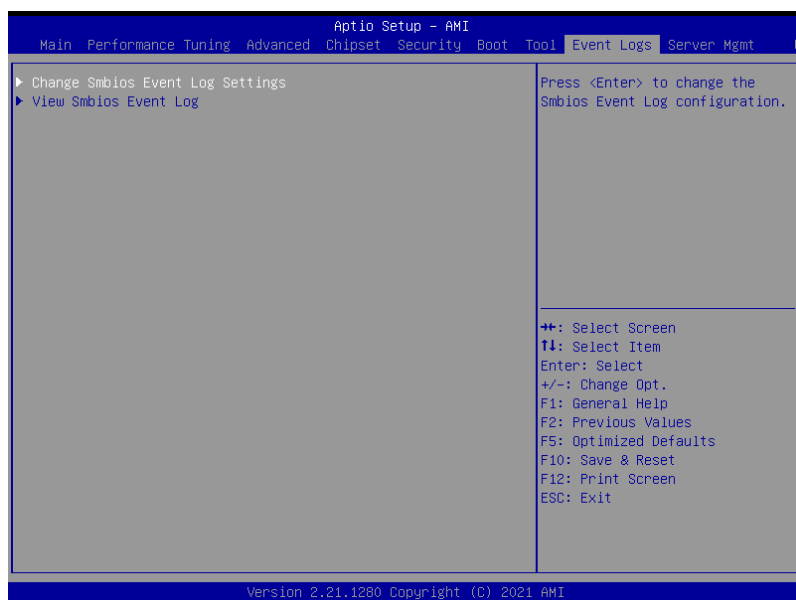 Aptio Setup – AMI
Main Performance Tuning Advanced Chipset Security Boot Tool Event Logs Server Mgmt
Change Smbios Event Log Settings
View Smbios Event Log
Press <Enter> to change the
Smbios Event Log configuration.
→←: Select Screen
↑↓: Select Item
Enter: Select
+/-: Change Opt.
F1: General Help
F2: Previous Values
F5: Optimized Defaults
F10: Save & Reset
F12: Print Screen
ESC: Exit
Version 2.21.1280 Copyright (C) 2021 AMI